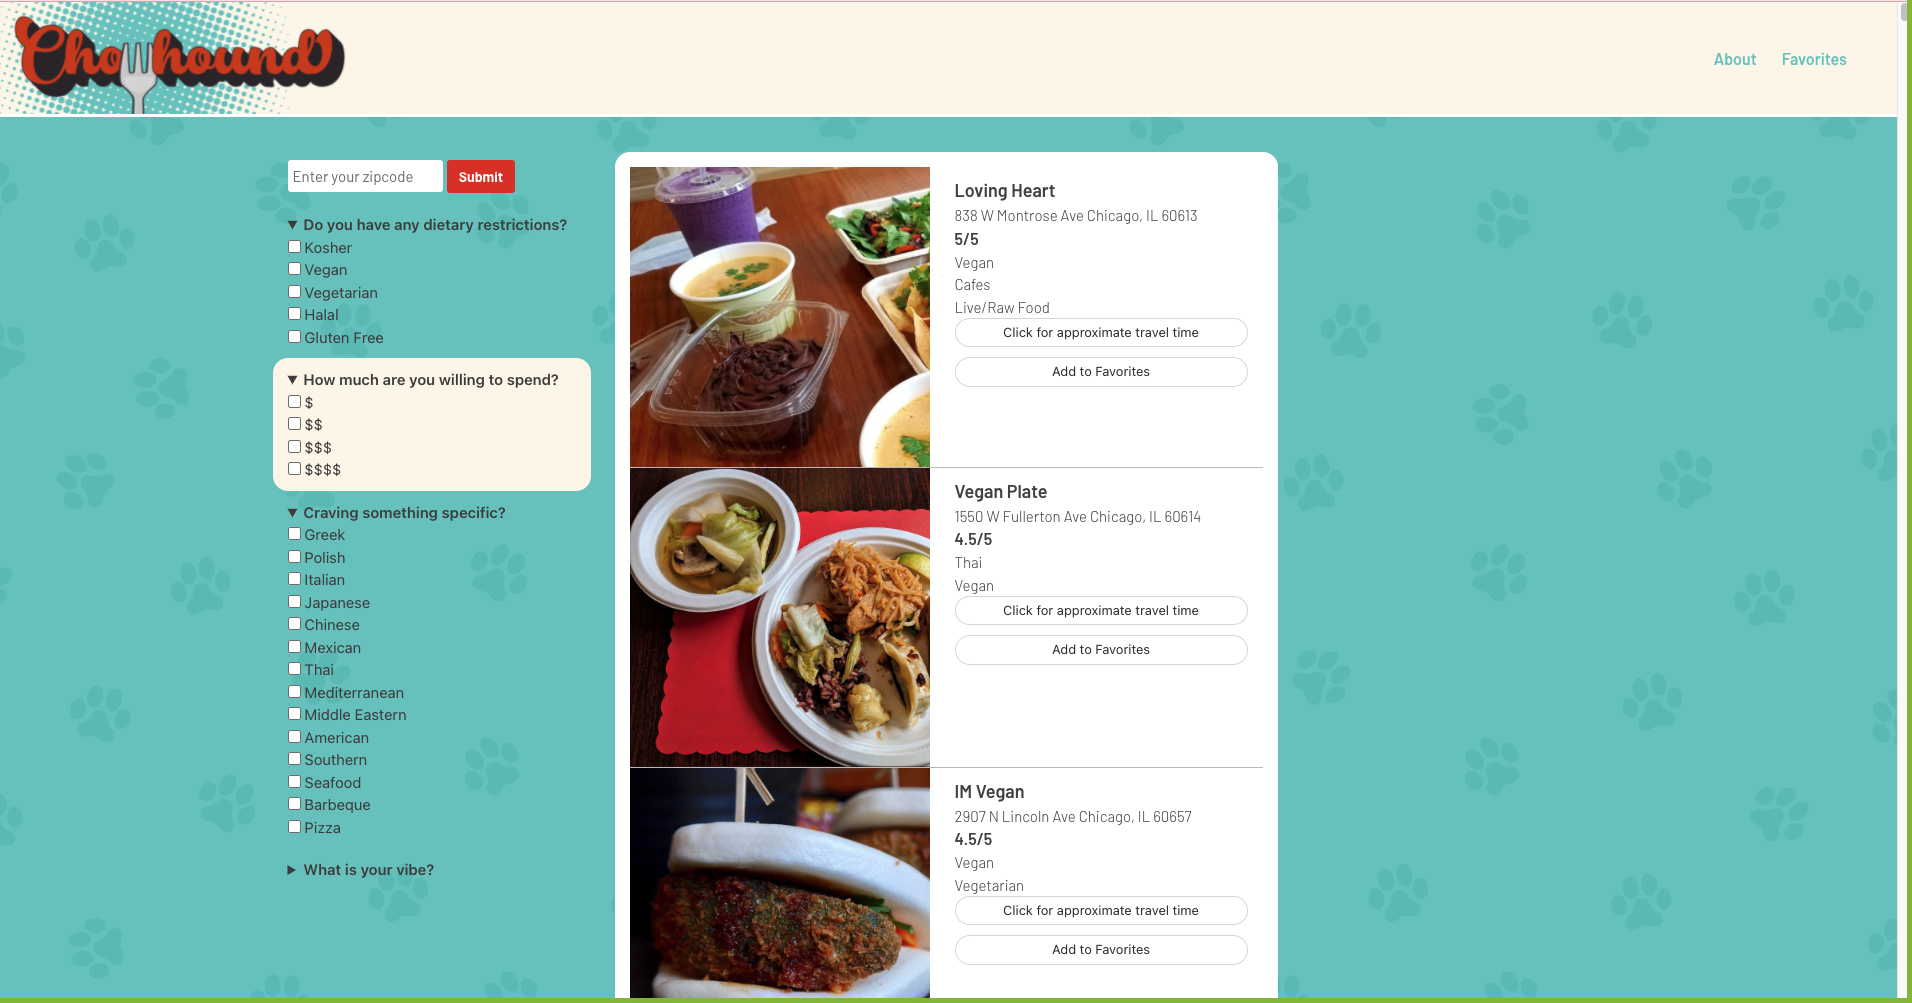 Chowhound
About Favorites
Enter your zipcode Submit
Do you have any dietary restrictions?
Kosher
Vegan
Vegetarian
Halal
Gluten Free
How much are you willing to spend?
$
$$
$$$
$$$$
Craving something specific?
Greek
Polish
Italian
Japanese
Chinese
Mexican
Thai
Mediterranean
Middle Eastern
American
Southern
Seafood
Barbeque
Pizza
What is your vibe?
Loving Heart
838 W Montrose Ave Chicago, IL 60613
5/5
Vegan
Cafes
Live/Raw Food
Click for approximate travel time
Add to Favorites
Vegan Plate
1550 W Fullerton Ave Chicago, IL 60614
4.5/5
Thai
Vegan
Click for approximate travel time
Add to Favorites
IM Vegan
2907 N Lincoln Ave Chicago, IL 60657
4.5/5
Vegan
Vegetarian
Click for approximate travel time
Add to Favorites